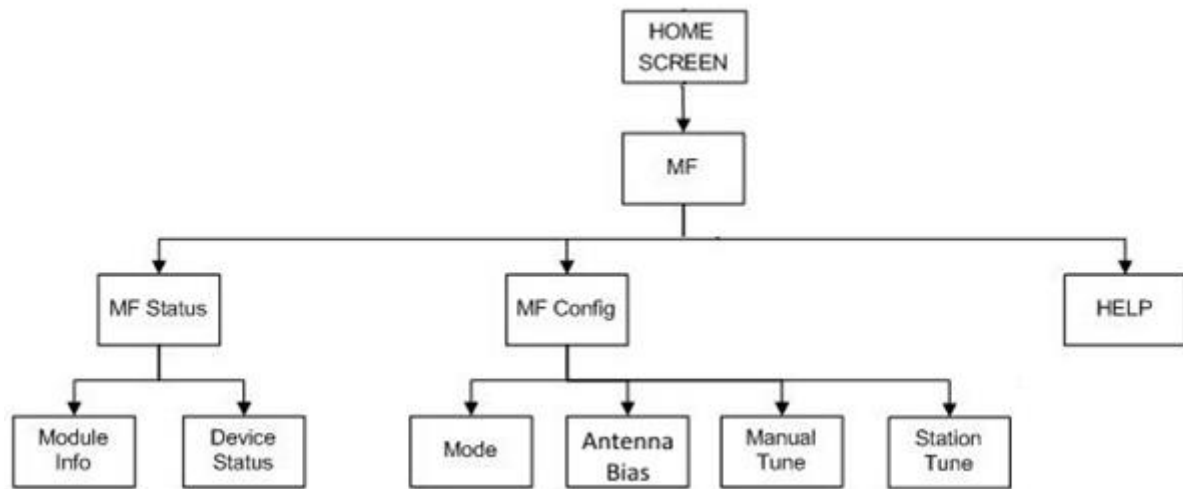 HOME
SCREEN
MF
MF Status
MF Config
HELP
Module
Info
Device
Status
Mode
Antenna
Bias
Manual
Tune
Station
Tune